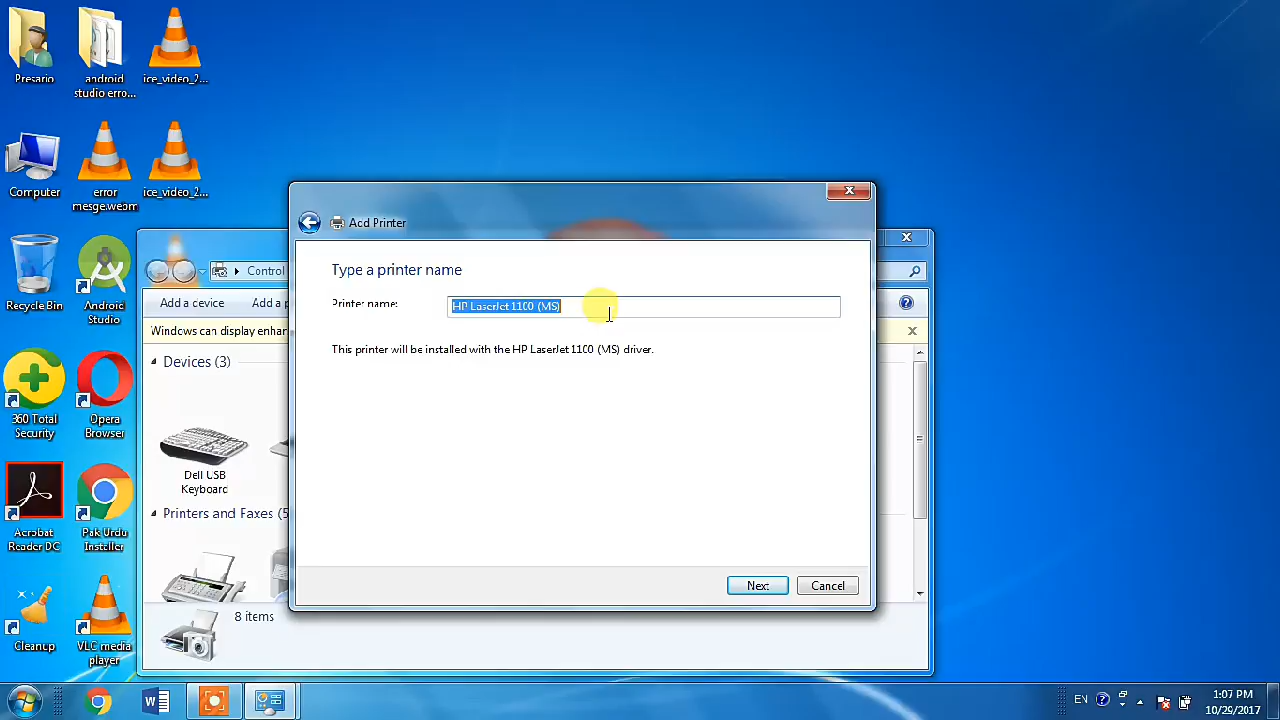 Presario
android
studio erro...
ice_video_2...
Computer
error
mesge.webm
ice_video_2...
Recycle Bin
Android
Studio
360 Total
Security
Opera
Browser
Acrobat
Reader DC
Pak Urdu
Installer
Cleanup
VLC media
player
Control
Add a device
Add a p
Windows can display enhan
Devices (3)
Dell USB
Keyboard
Printers and Faxes (5
8 items
Add Printer
Type a printer name
Printer name:
HP LaserJet 1100 (MS)
This printer will be installed with the HP LaserJet 1100 (MS) driver.
Next
Cancel
EN
1:07 PM
10/29/2017